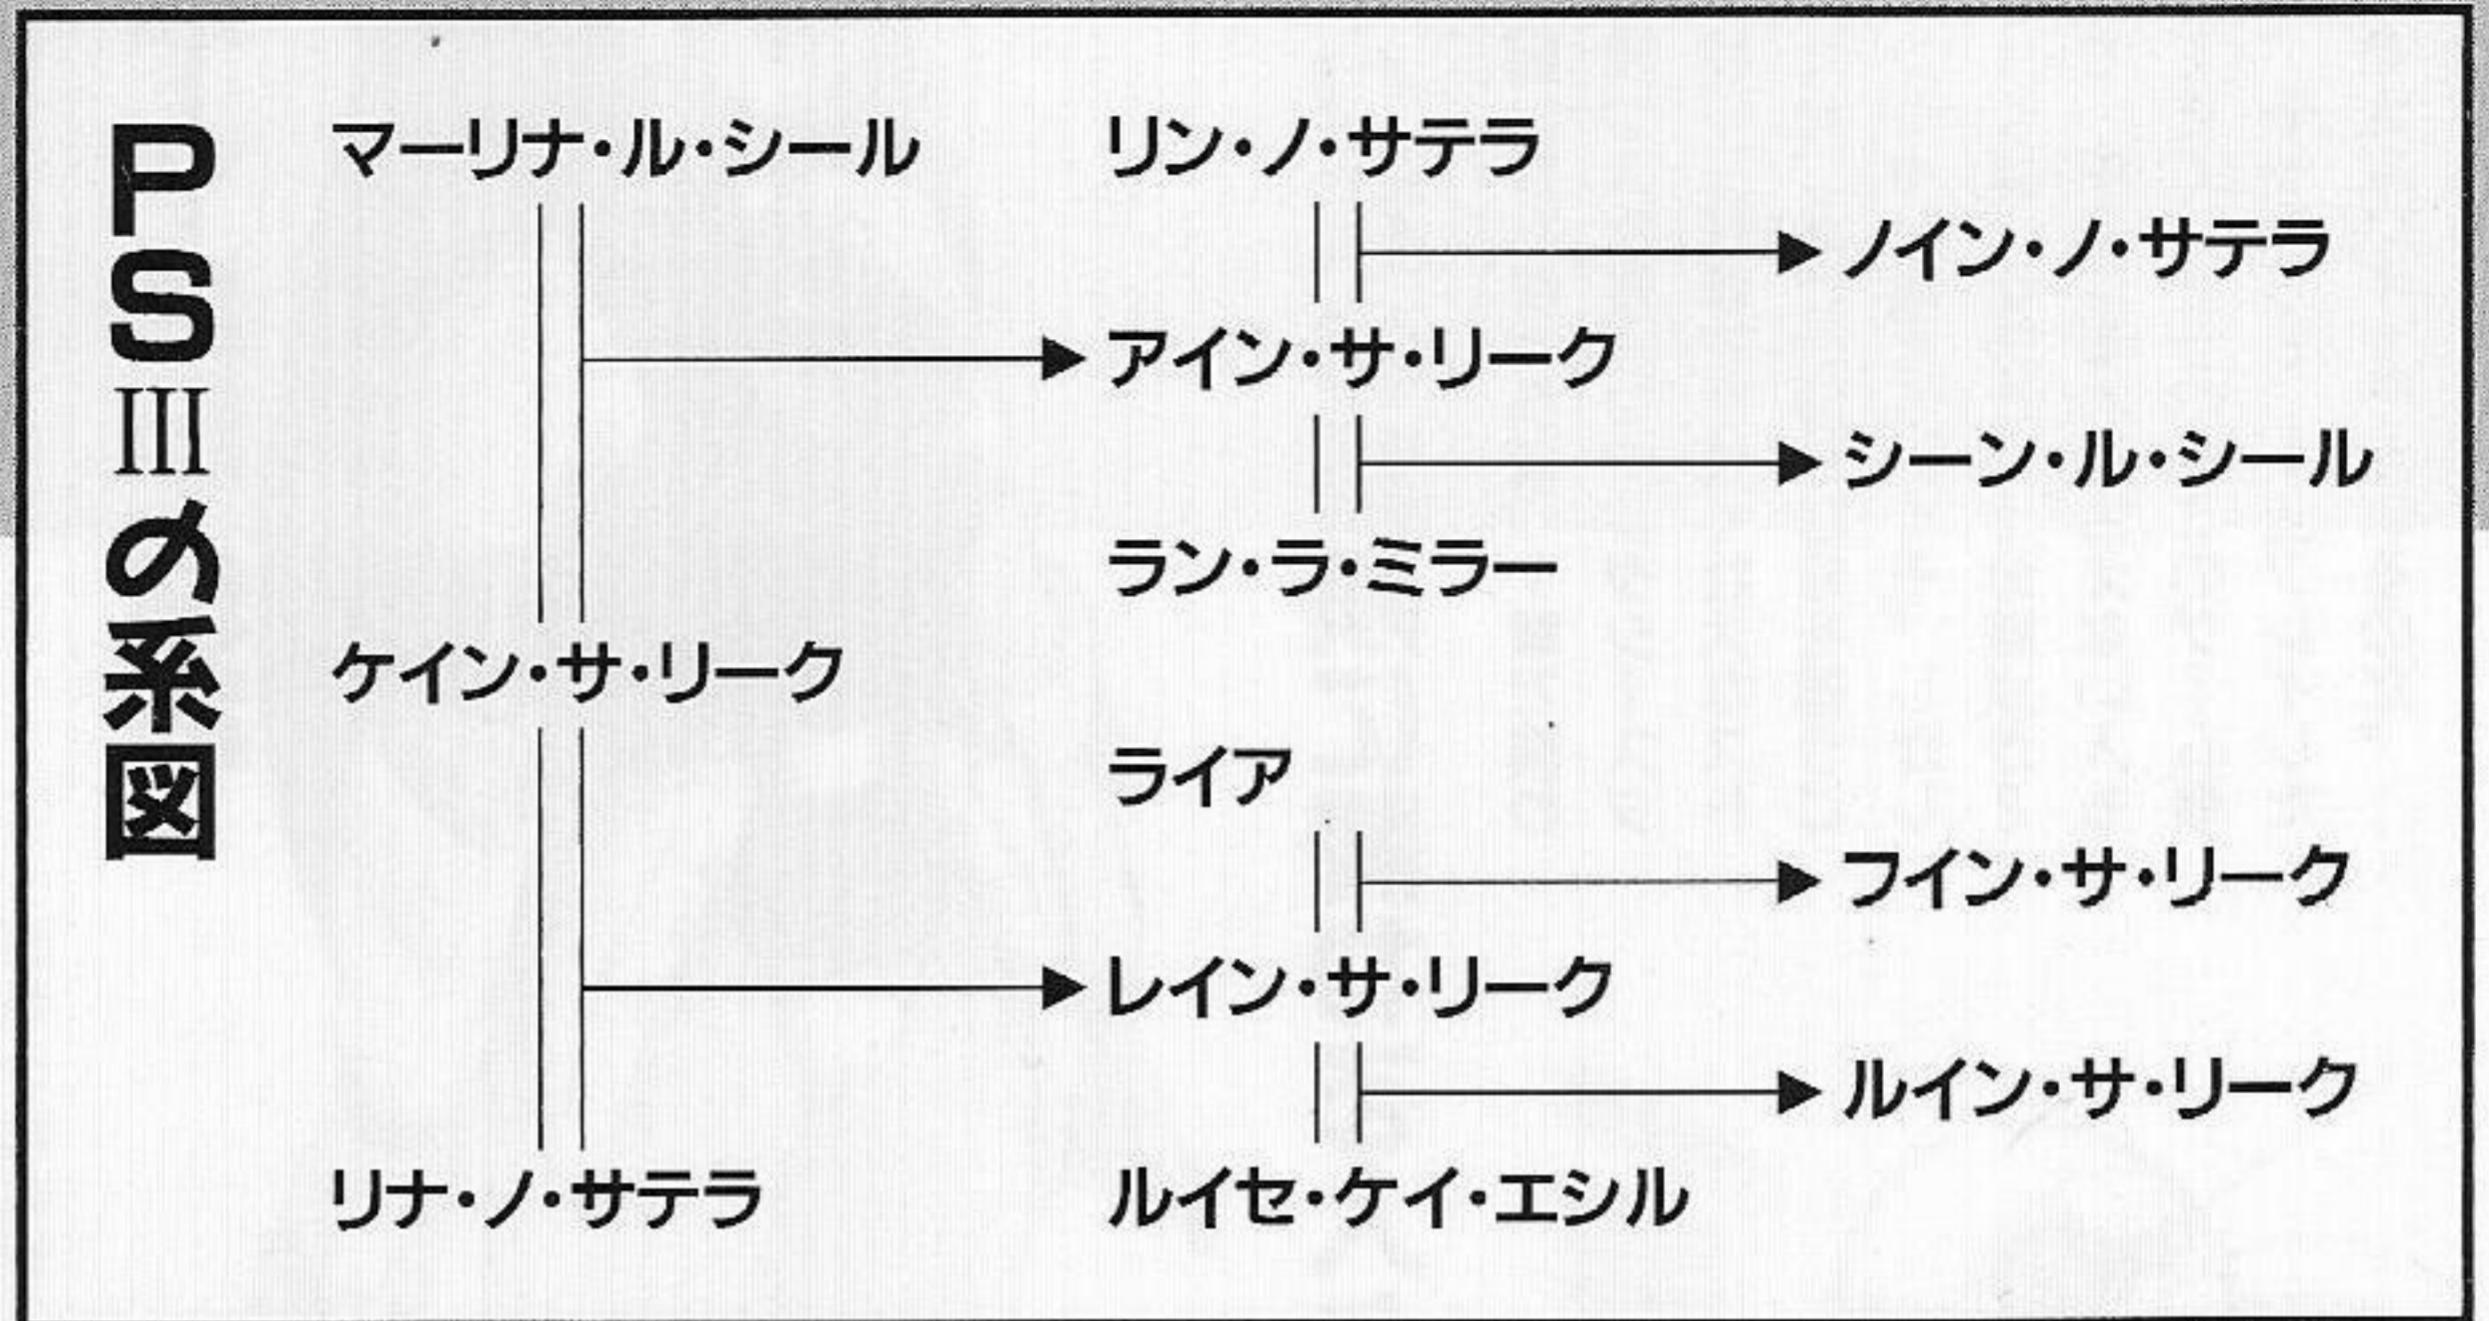 PSⅢの系図
マーリナ・ル・シール
リン・ノ・サテラ
ノイン・ノ・サテラ
アイン・サ・リーク
シーン・ル・シール
ラン・ラ・ミラー
ケイン・サ・リーク
ライア
フイン・サ・リーク
レイン・サ・リーク
ルイン・サ・リーク
リナ・ノ・サテラ
ルイセ・ケイ・エシル